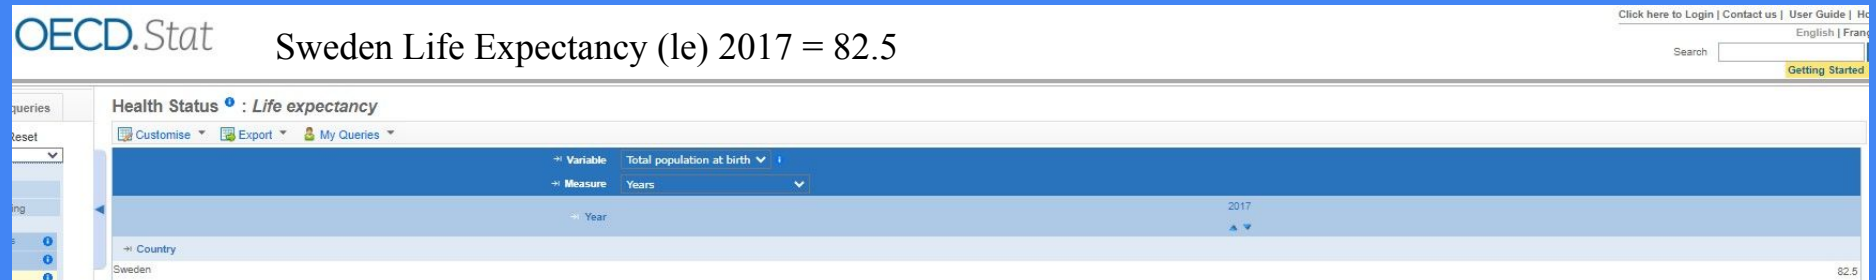 Click here to Login | Contact us | User Guide |
OECD.Stat
Sweden Life Expectancy (le) 2017 = 82.5
English |
Search
Getting Started
queries
Health Status : Life expectancy
Reset
Customise Export My Queries
Variable Total population at birth
Measure Years
2017
Year
Country
Sweden 82.5